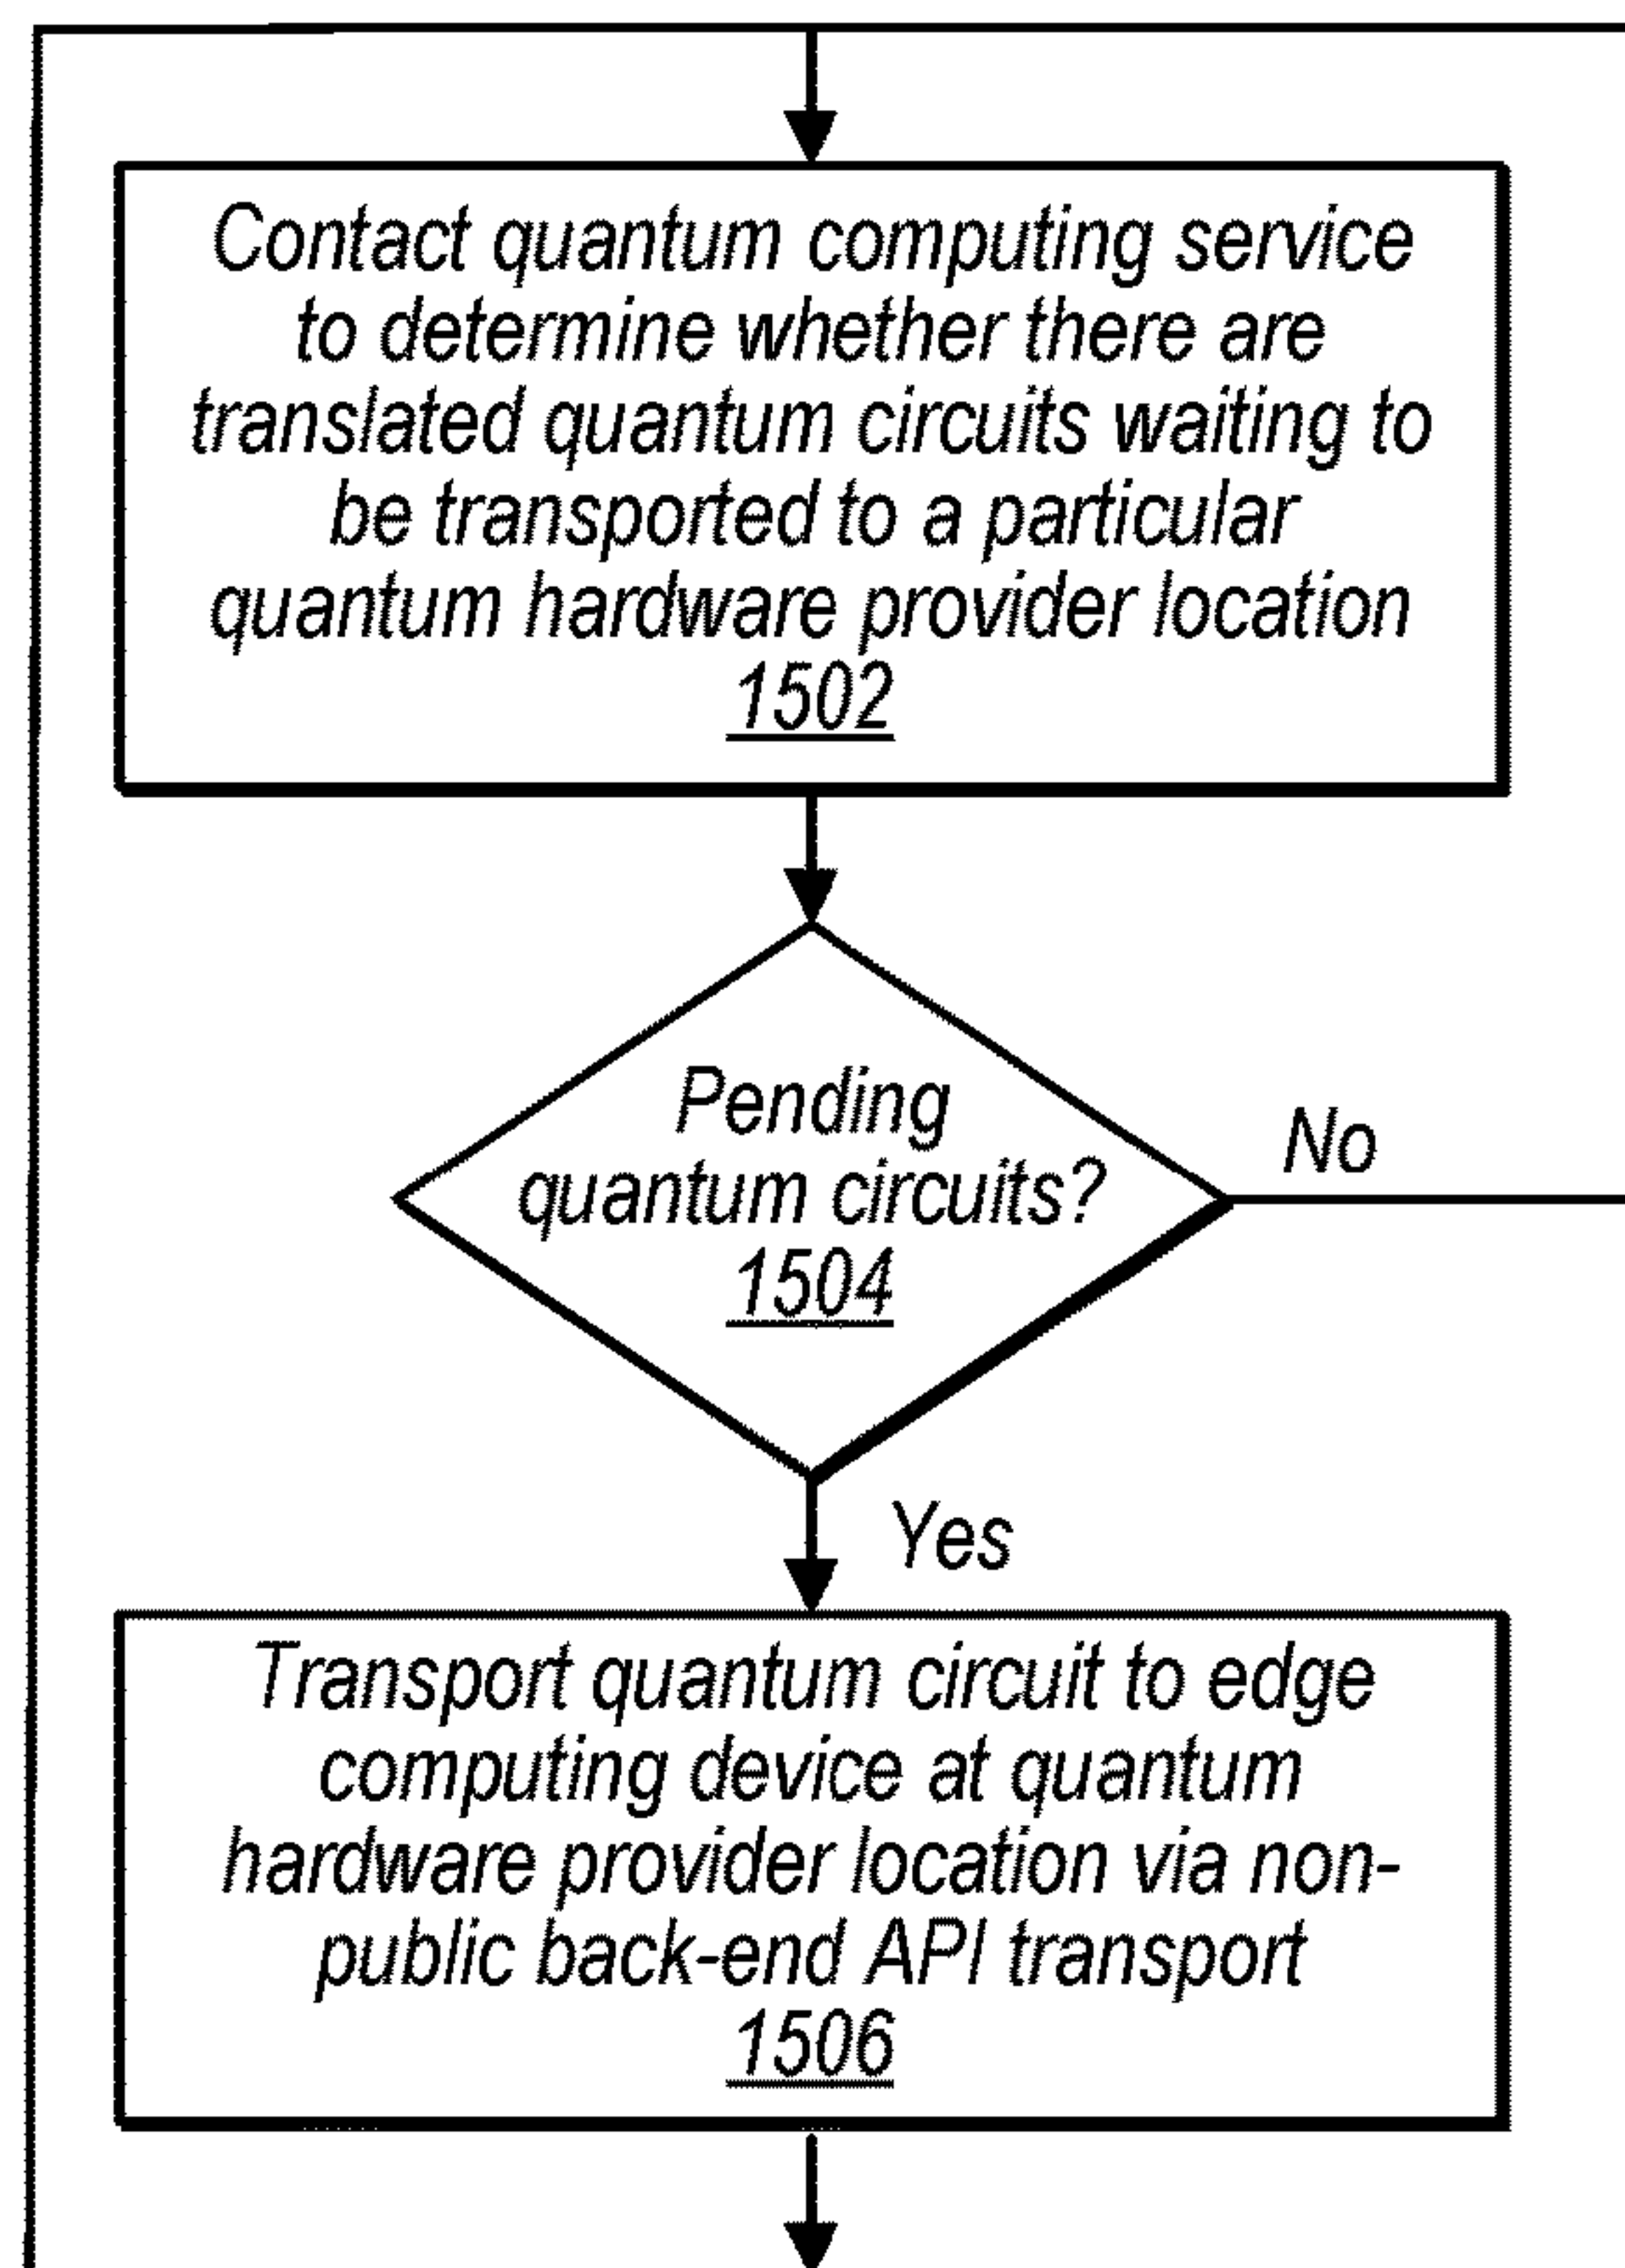 Contact quantum computing service
to determine whether there are
translated quantum circuits waiting to
be transported to a particular
quantum hardware provider location
1502
Pending
quantum circuits?
1504
No
Yes
Transport quantum circuit to edge
computing device at quantum
hardware provider location via non-
public back-end API transport
1506